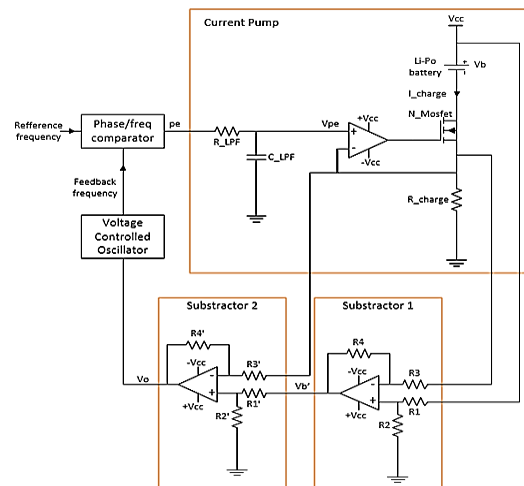 Current Pump
Vcc
Li-Po
battery
+
-
Vb
I_charge
N_Mosfet
Refference
frequency
Phase/freq
comparator
pe
R_LPF
C_LPF
Vpe
+
-
+Vcc
-Vcc
R_charge
Feedback
frequency
Voltage
Controlled
Oscillator
Substractor 2
Substractor 1
R4'
R4
-Vcc
-Vcc
R3'
R3
Vo
-
+
R1'
Vb'
-
+
R1
+Vcc
R2'
+Vcc
R2